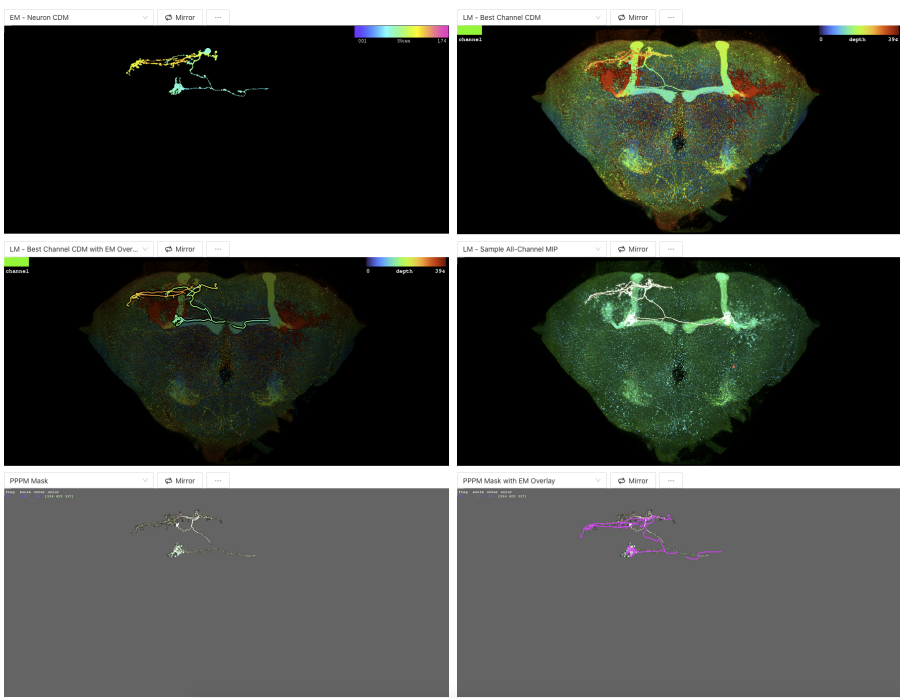 EM - Neuron CDM
Mirror
...
LM - Best Channel CDM
Mirror
...
001 Slices 174
channel
0 depth 394
LM - Best Channel CDM with EM Over...
Mirror
...
LM - Sample All-Channel MIP
Mirror
...
channel
0 depth 394
PPPM Mask
Mirror
...
PPPM Mask with EM Overlay
Mirror
...